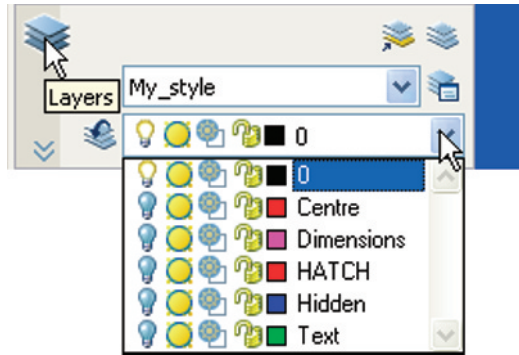 Layers
My_style
0
0
Centre
Dimensions
HATCH
Hidden
Text